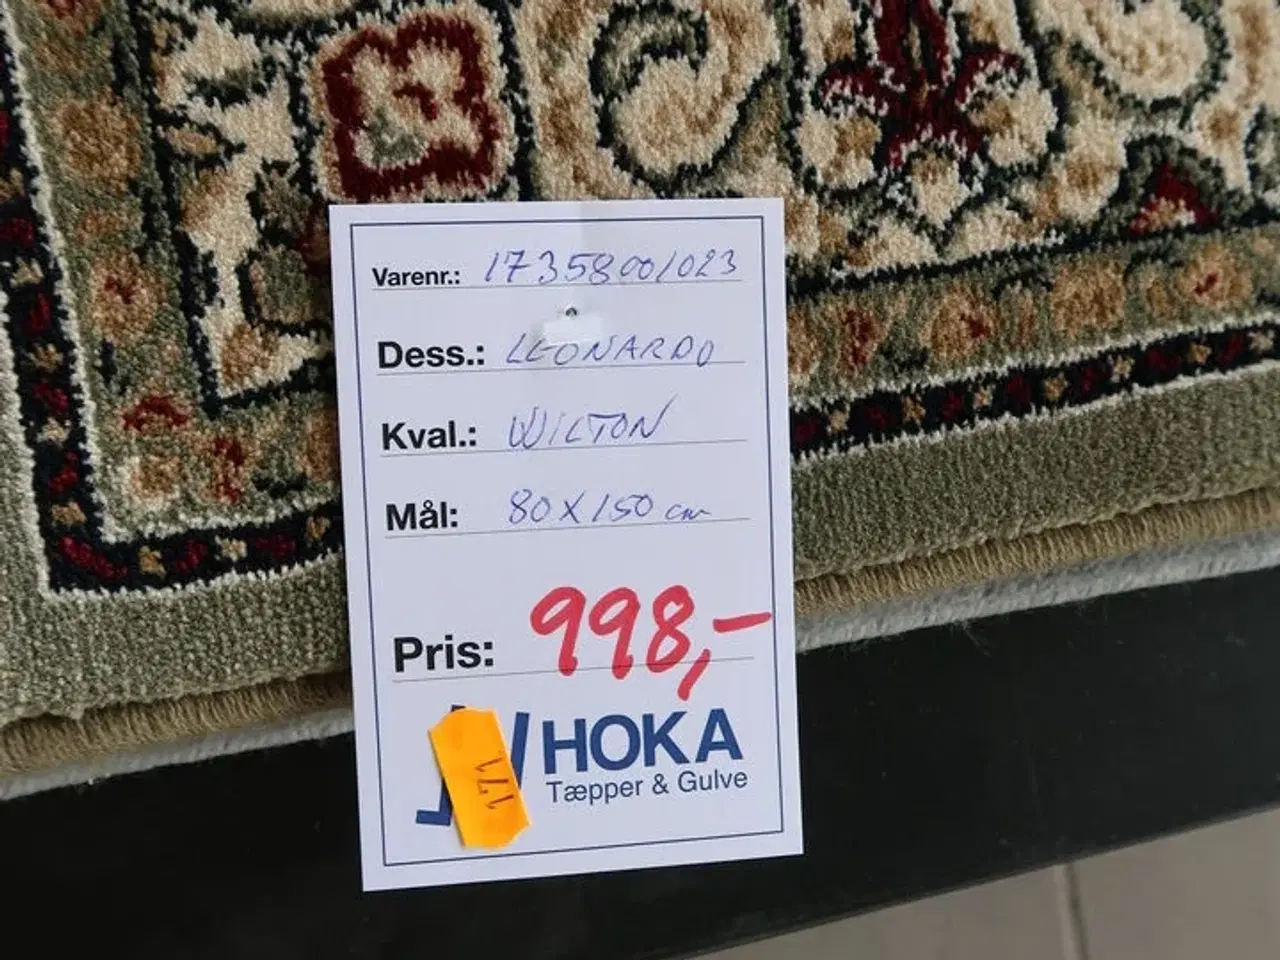 Varenr.: 17358001023
Dess.: LEONARDO
Kval.: WILTON
Mål: 80 X 150 cm
Pris: 998,-
HOKA
Tæpper & Gulve
171